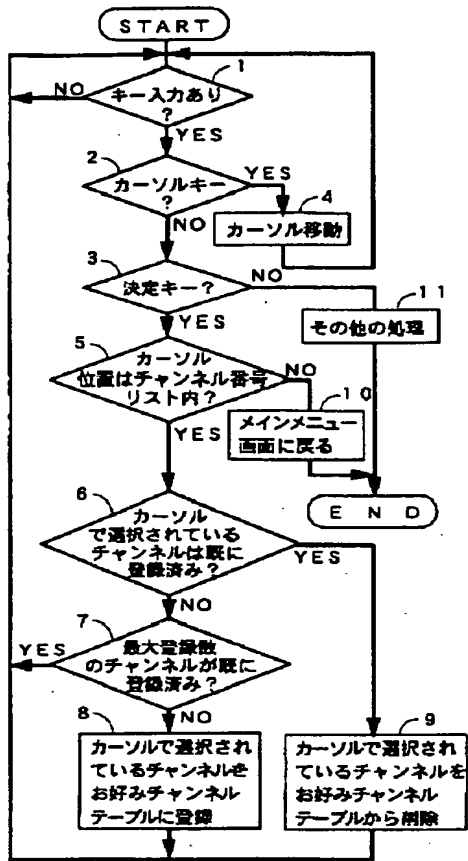 START
1
キー入力あり
?
NO
YES
2
カーソルキー
?
YES
4
カーソル移動
NO
3
決定キー?
NO
11
その他の処理
YES
5
カーソル
位置はチャンネル番号
リスト内?
NO
10
メインメニュー
画面に戻る
YES
END
6
カーソル
で選択されている
チャンネルは既に
登録済み?
YES
NO
7
最大登録数
のチャンネルが既に
登録済み?
YES
NO
8
カーソルで選択され
ているチャンネルを
お好みチャンネル
テーブルに登録
9
カーソルで選択され
ているチャンネルを
お好みチャンネル
テーブルから削除